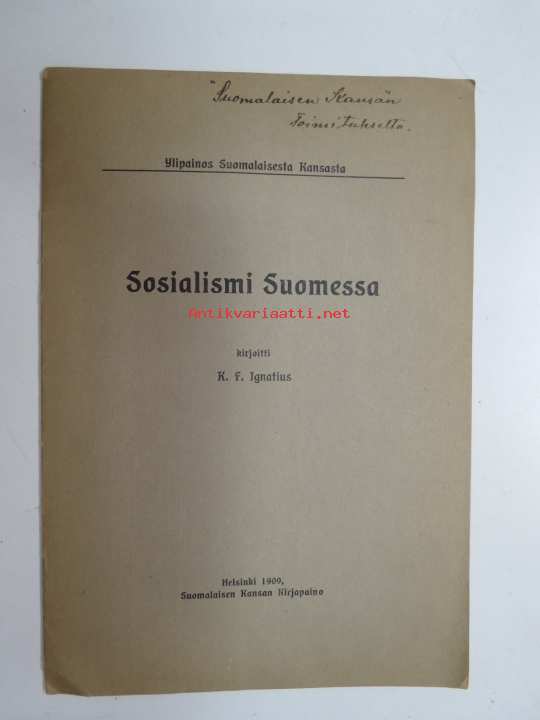 "Suomalaisen Kansan
Toimitukselta.
Ylipainos Suomalaisesta Kansasta
Sosialismi Suomessa
Antikvariaatti.net
kirjoitti
K. F. Ignatius
Helsinki 1909,
Suomalaisen Kansan Kirjapaino